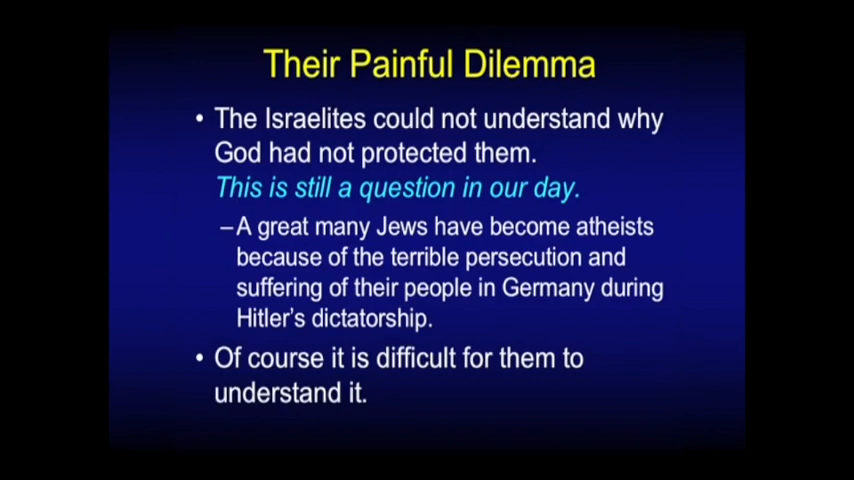 Their Painful Dilemma
• The Israelites could not understand why
God had not protected them.
This is still a question in our day.
–A great many Jews have become atheists
because of the terrible persecution and
suffering of their people in Germany during
Hitler's dictatorship.
• Of course it is difficult for them to
understand it.